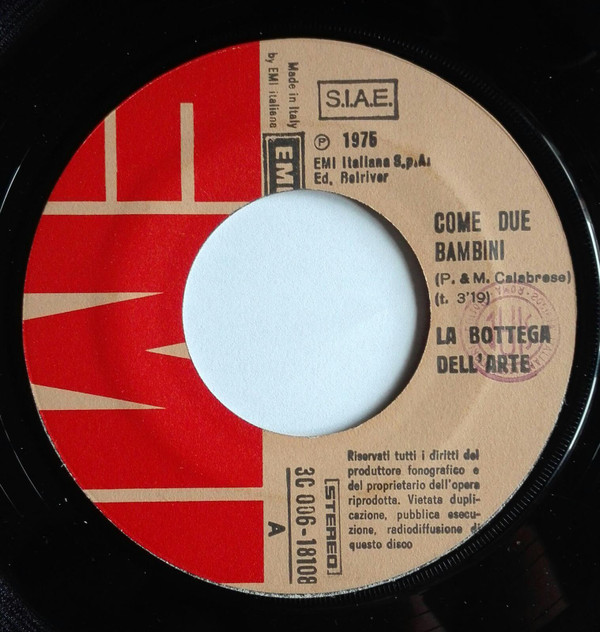 EMI
Made in Italy
by EMI italiana
EMI
S.I.A.E.
℗ 1975
EMI Italiana S.p.A.
Ed. Relriver
COME DUE
BAMBINI
(P. & M. Calabrese)
(t. 3'19)
LA BOTTEGA
DELL'ARTE
Riservati tutti i diritti del
produttore fonografico e
del proprietario dell'opera
riprodotta. Vietata dupli-
cazione, pubblica esecu-
zione, radiodiffusione di
questo disco
STEREO
3C 006-18108
A